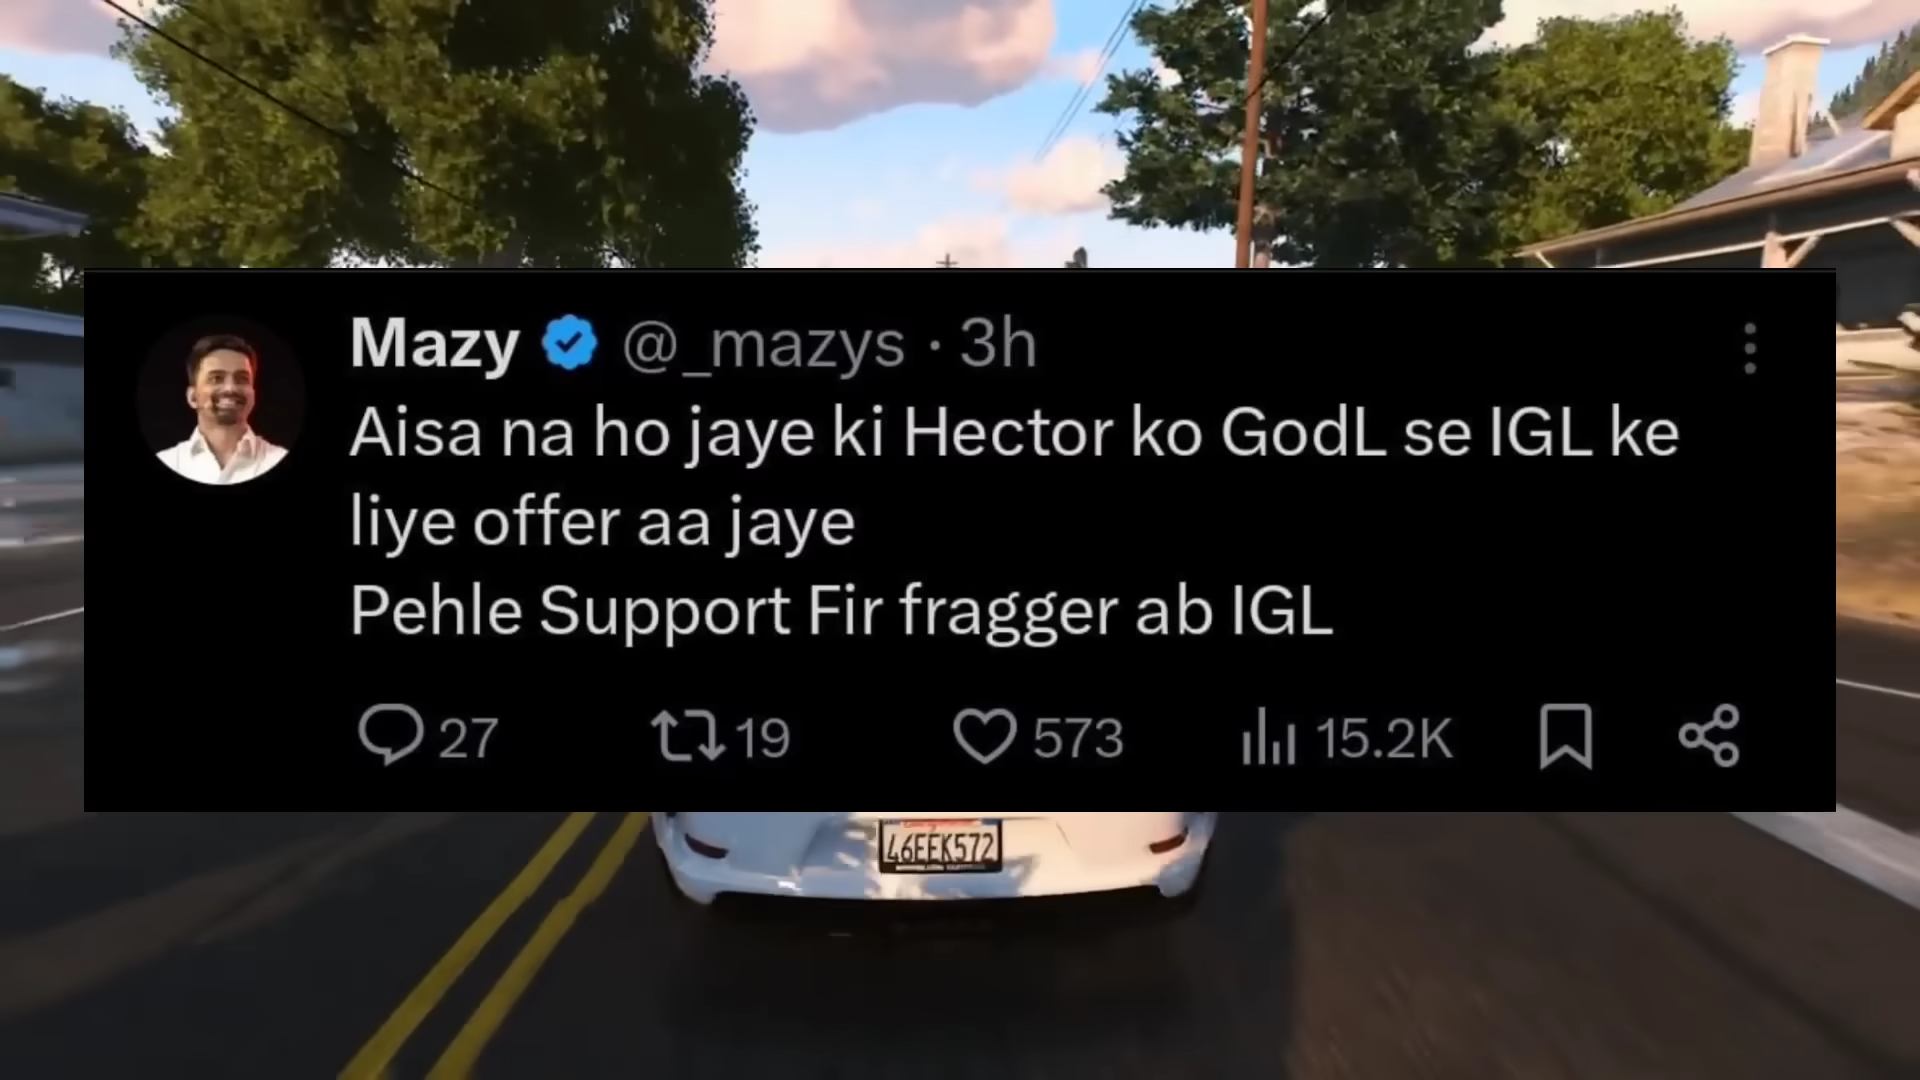 Mazy @_mazys · 3h
Aisa na ho jaye ki Hector ko GodL se IGL ke
liye offer aa jaye
Pehle Support Fir fragger ab IGL
27 19 573 15.2K
46EEK572